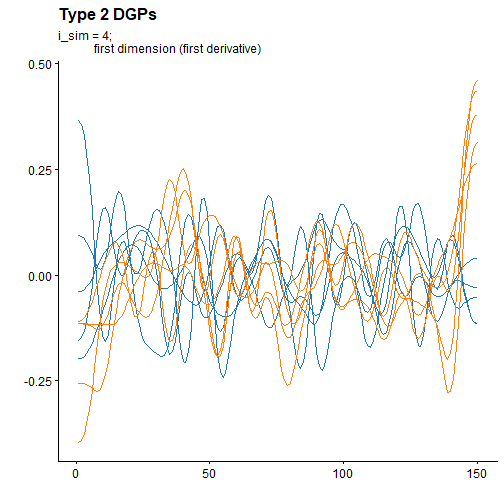 Type 2 DGPs
i_sim = 4;
first dimension (first derivative)
0.50
0.25
0.00
-0.25
0 50 100 150